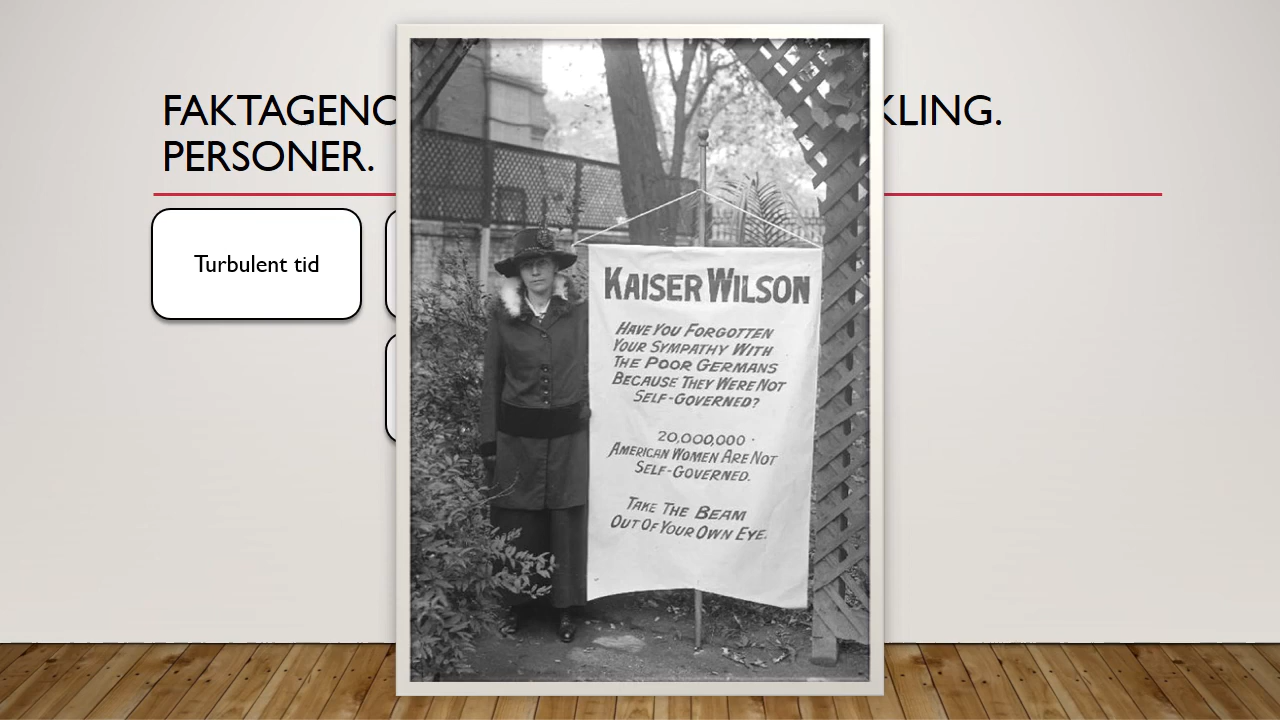 FAKTAGENO
KLING.
PERSONER.
Turbulent tid
KAISER WILSON
HAVE YOU FORGOTTEN
YOUR SYMPATHY WITH
THE POOR GERMANS
BECAUSE THEY WERE NOT
SELF-GOVERNED?
20,000,000
AMERICAN WOMEN ARE NOT
SELF-GOVERNED.
TAKE THE BEAM
OUT OF YOUR OWN EYE.